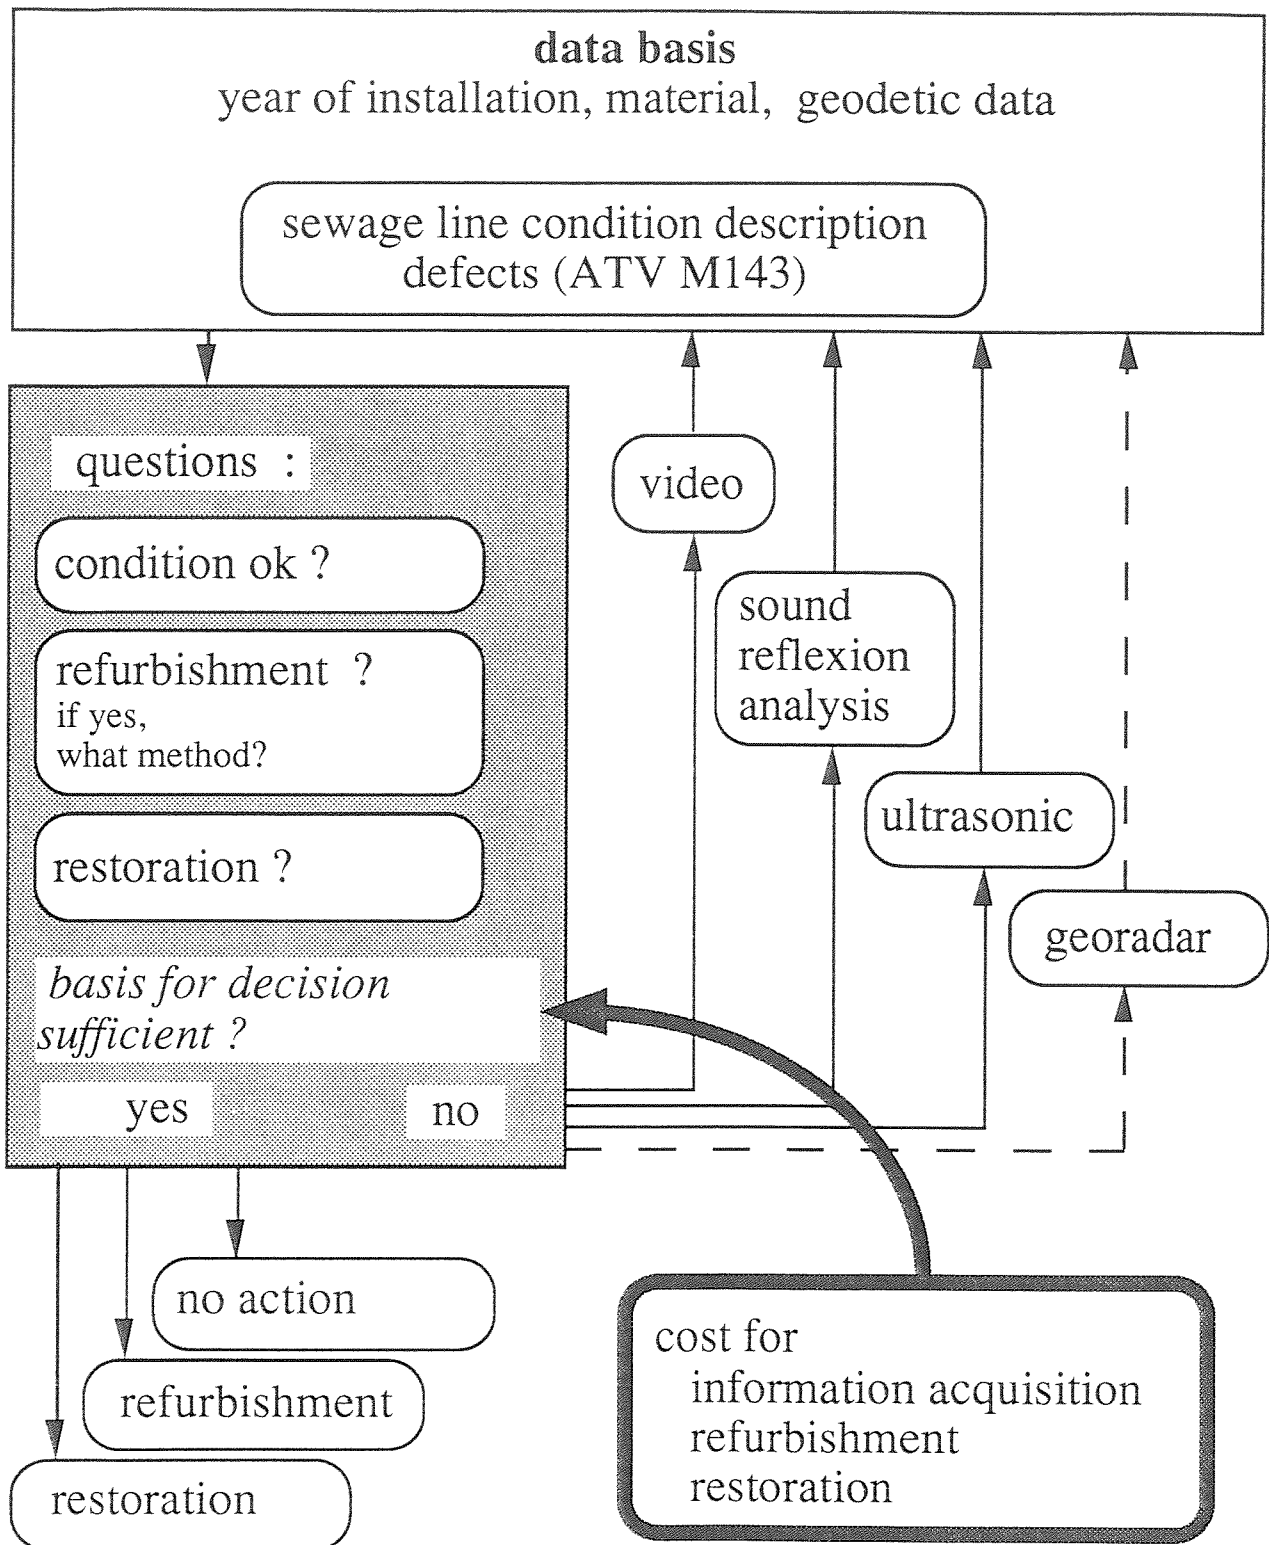 data basis
year of installation, material, geodetic data
sewage line condition description
defects (ATV M143)
questions :
condition ok ?
refurbishment ?
if yes,
what method?
restoration ?
basis for decision
sufficient ?
yes
no
video
sound
reflexion
analysis
ultrasonic
georadar
no action
refurbishment
restoration
cost for
information acquisition
refurbishment
restoration